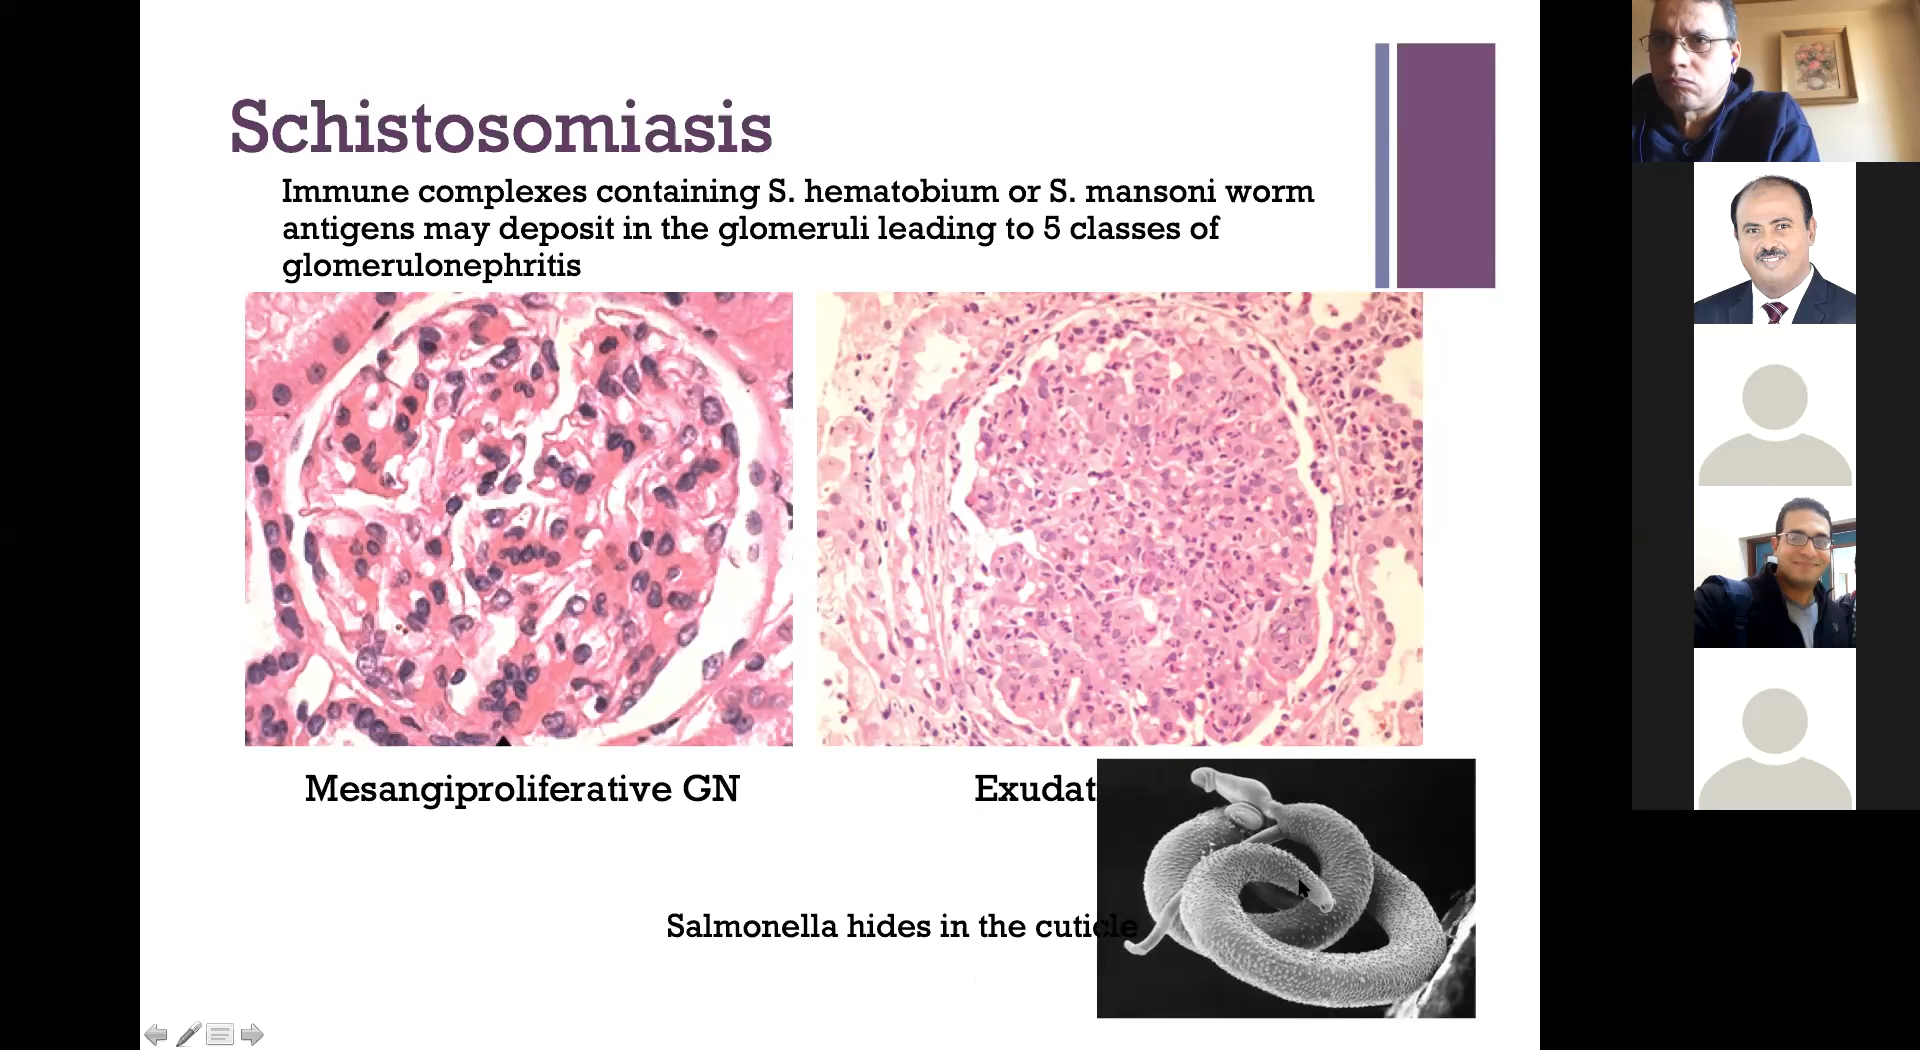 Schistosomiasis
Immune complexes containing S. hematobium or S. mansoni worm
antigens may deposit in the glomeruli leading to 5 classes of
glomerulonephritis
Mesangiproliferative GN
Exudat
Salmonella hides in the cuticle